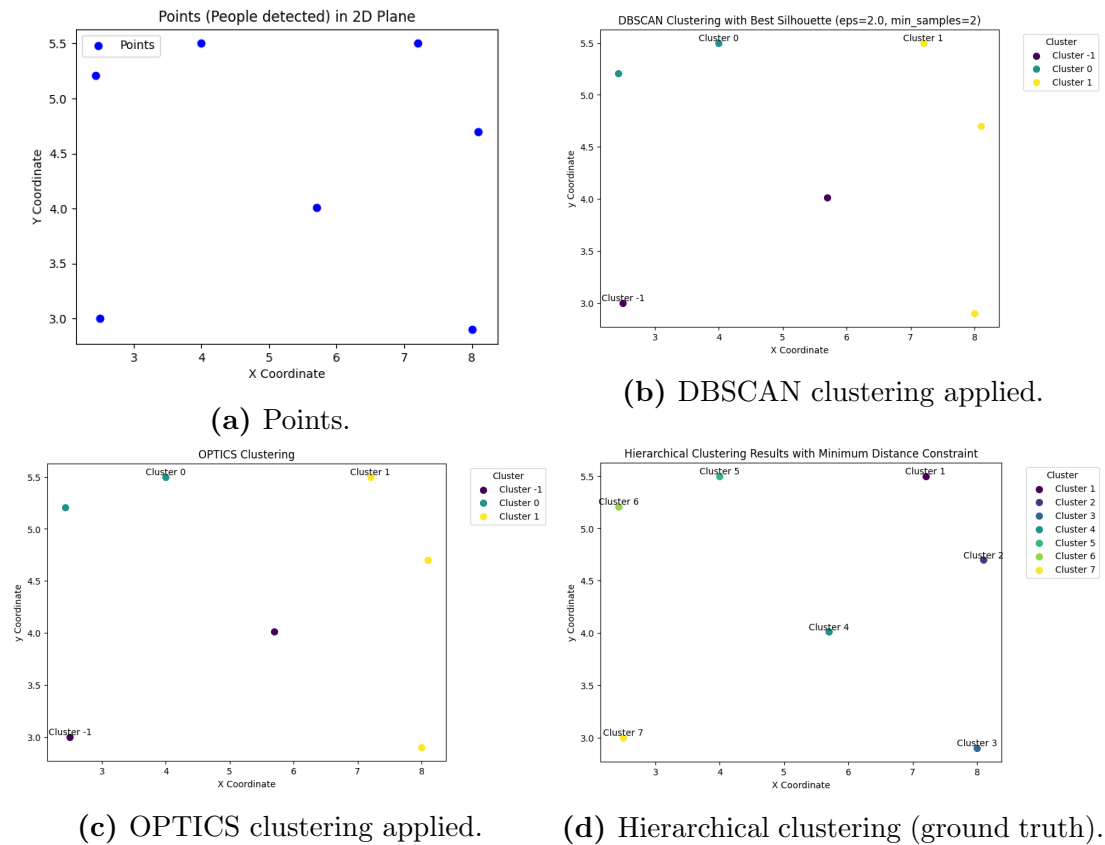 Points (People detected) in 2D Plane
Points
5.5
5.0
4.5
4.0
3.5
3.0
Y Coordinate
3 4 5 6 7 8
X Coordinate
(a) Points.
DBSCAN Clustering with Best Silhouette (eps=2.0, min_samples=2)
Cluster 0
Cluster 1
Cluster -1
5.5
5.0
4.5
4.0
3.5
3.0
y Coordinate
3 4 5 6 7 8
X Coordinate
Cluster
Cluster -1
Cluster 0
Cluster 1
(b) DBSCAN clustering applied.
OPTICS Clustering
Cluster 0
Cluster 1
Cluster -1
5.5
5.0
4.5
4.0
3.5
3.0
y Coordinate
3 4 5 6 7 8
X Coordinate
Cluster
Cluster -1
Cluster 0
Cluster 1
(c) OPTICS clustering applied.
Hierarchical Clustering Results with Minimum Distance Constraint
Cluster 5
Cluster 1
Cluster 6
Cluster 2
Cluster 4
Cluster 7
Cluster 3
5.5
5.0
4.5
4.0
3.5
3.0
y Coordinate
3 4 5 6 7 8
X Coordinate
Cluster
Cluster 1
Cluster 2
Cluster 3
Cluster 4
Cluster 5
Cluster 6
Cluster 7
(d) Hierarchical clustering (ground truth).